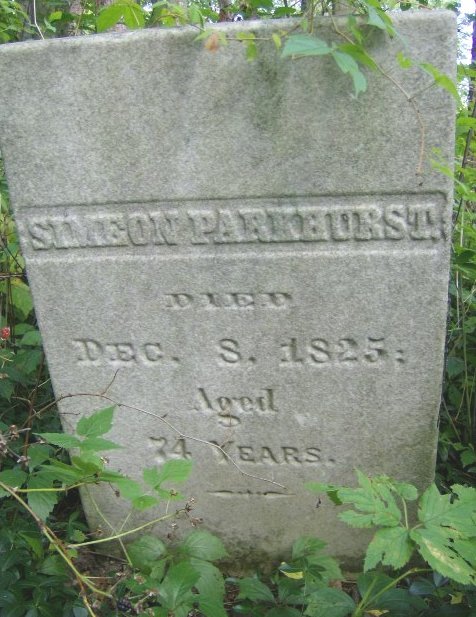 SIMEON PARKHURST.
DIED
DEC. 8. 1825;
Aged
74 YEARS.